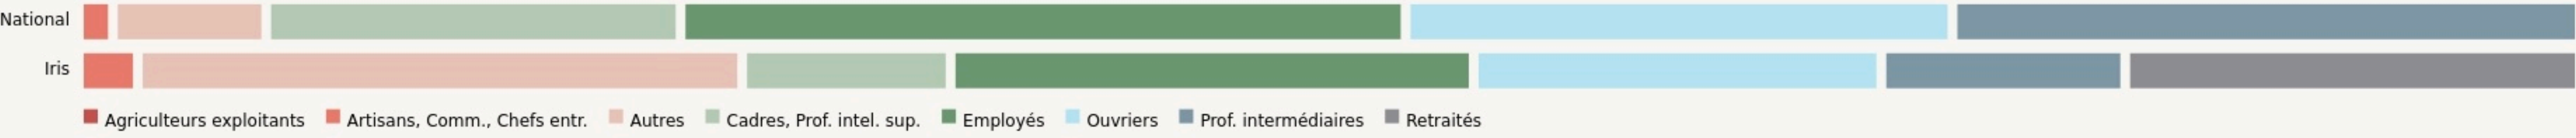 National
Iris
Agriculteurs exploitants Artisans, Comm., Chefs entr. Autres Cadres, Prof. intel. sup. Employés Ouvriers Prof. intermédiaires Retraités